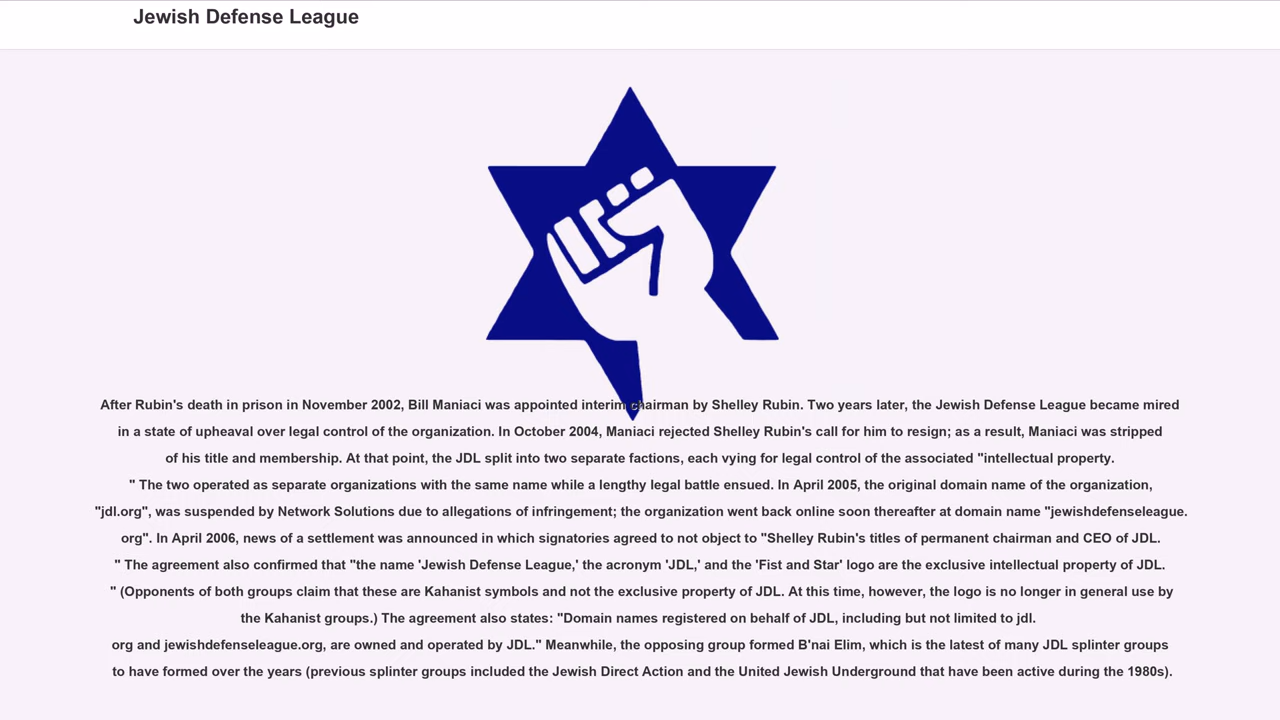 Jewish Defense League
After Rubin's death in prison in November 2002, Bill Maniaci was appointed interim chairman by Shelley Rubin. Two years later, the Jewish Defense League became mired
in a state of upheaval over legal control of the organization. In October 2004, Maniaci rejected Shelley Rubin's call for him to resign; as a result, Maniaci was stripped
of his title and membership. At that point, the JDL split into two separate factions, each vying for legal control of the associated "intellectual property.
" The two operated as separate organizations with the same name while a lengthy legal battle ensued. In April 2005, the original domain name of the organization,
"jdl.org", was suspended by Network Solutions due to allegations of infringement; the organization went back online soon thereafter at domain name "jewishdefenseleague.
org". In April 2006, news of a settlement was announced in which signatories agreed to not object to "Shelley Rubin's titles of permanent chairman and CEO of JDL.
" The agreement also confirmed that "the name 'Jewish Defense League,' the acronym 'JDL,' and the 'Fist and Star' logo are the exclusive intellectual property of JDL.
" (Opponents of both groups claim that these are Kahanist symbols and not the exclusive property of JDL. At this time, however, the logo is no longer in general use by
the Kahanist groups.) The agreement also states: "Domain names registered on behalf of JDL, including but not limited to jdl.
org and jewishdefenseleague.org, are owned and operated by JDL." Meanwhile, the opposing group formed B'nai Elim, which is the latest of many JDL splinter groups
to have formed over the years (previous splinter groups included the Jewish Direct Action and the United Jewish Underground that have been active during the 1980s).